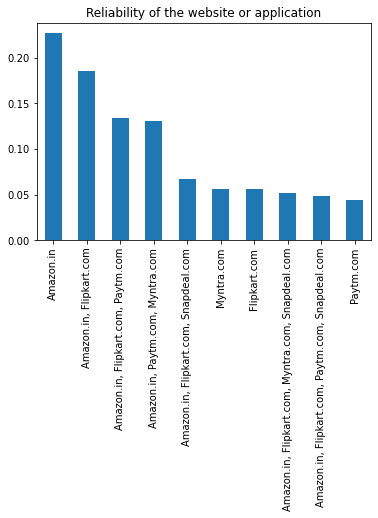 Reliability of the website or application
0.20
0.15
0.10
0.05
0.00
Amazon.in
Amazon.in, Flipkart.com
Amazon.in, Flipkart.com, Paytm.com
Amazon.in, Paytm.com, Myntra.com
Amazon.in, Flipkart.com, Snapdeal.com
Myntra.com
Flipkart.com
Amazon.in, Flipkart.com, Myntra.com, Snapdeal.com
Amazon.in, Flipkart.com, Paytm.com, Snapdeal.com
Paytm.com